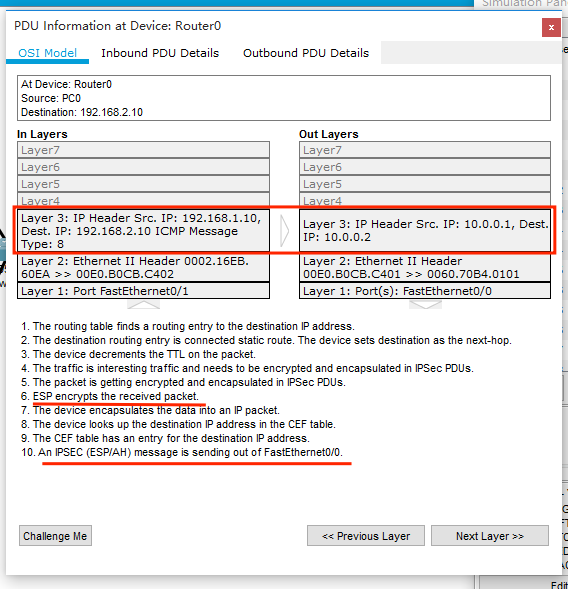 Simulation Pan
PDU Information at Device: Router0
x
OSI Model
Inbound PDU Details
Outbound PDU Details
At Device: Router0
Source: PC0
Destination: 192.168.2.10
In Layers
Out Layers
Layer7
Layer7
Layer6
Layer6
Layer5
Layer5
Layer4
Layer4
Layer 3: IP Header Src. IP: 192.168.1.10,
Dest. IP: 192.168.2.10 ICMP Message
Type: 8
Layer 3: IP Header Src. IP: 10.0.0.1, Dest.
IP: 10.0.0.2
Layer 2: Ethernet II Header 0002.16EB.
60EA >> 00E0.B0CB.C402
Layer 2: Ethernet II Header
00E0.B0CB.C401 >> 0060.70B4.0101
Layer 1: Port FastEthernet0/1
Layer 1: Port(s): FastEthernet0/0
1. The routing table finds a routing entry to the destination IP address.
2. The destination routing entry is connected static route. The device sets destination as the next-hop.
3. The device decrements the TTL on the packet.
4. The traffic is interesting traffic and needs to be encrypted and encapsulated in IPSec PDUs.
5. The packet is getting encrypted and encapsulated in IPSec PDUs.
6. ESP encrypts the received packet.
7. The device encapsulates the data into an IP packet.
8. The device looks up the destination IP address in the CEF table.
9. The CEF table has an entry for the destination IP address.
10. An IPSEC (ESP/AH) message is sending out of FastEthernet0/0.
Challenge Me
<< Previous Layer
Next Layer >>
Edit